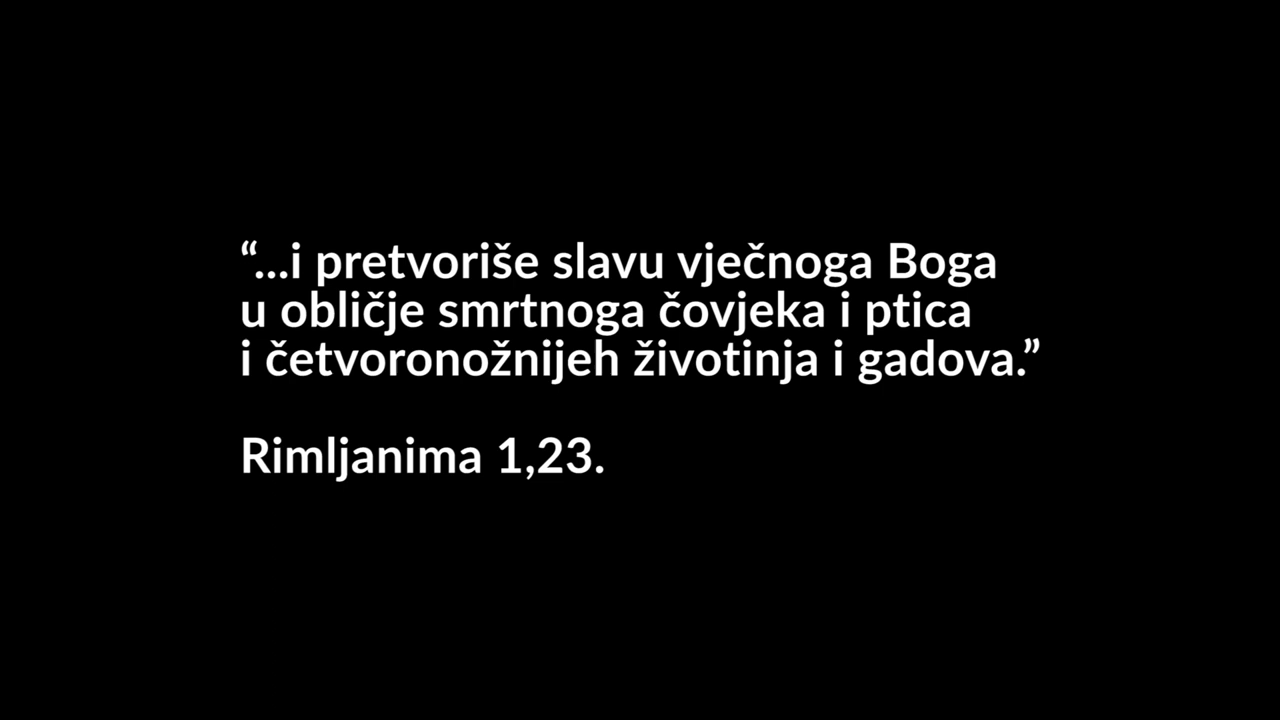 “...i pretvoriše slavu vječnoga Boga
u obličje smrtnoga čovjeka i ptica
i četvoronožnijeh životinja i gadova.”
Rimljanima 1,23.